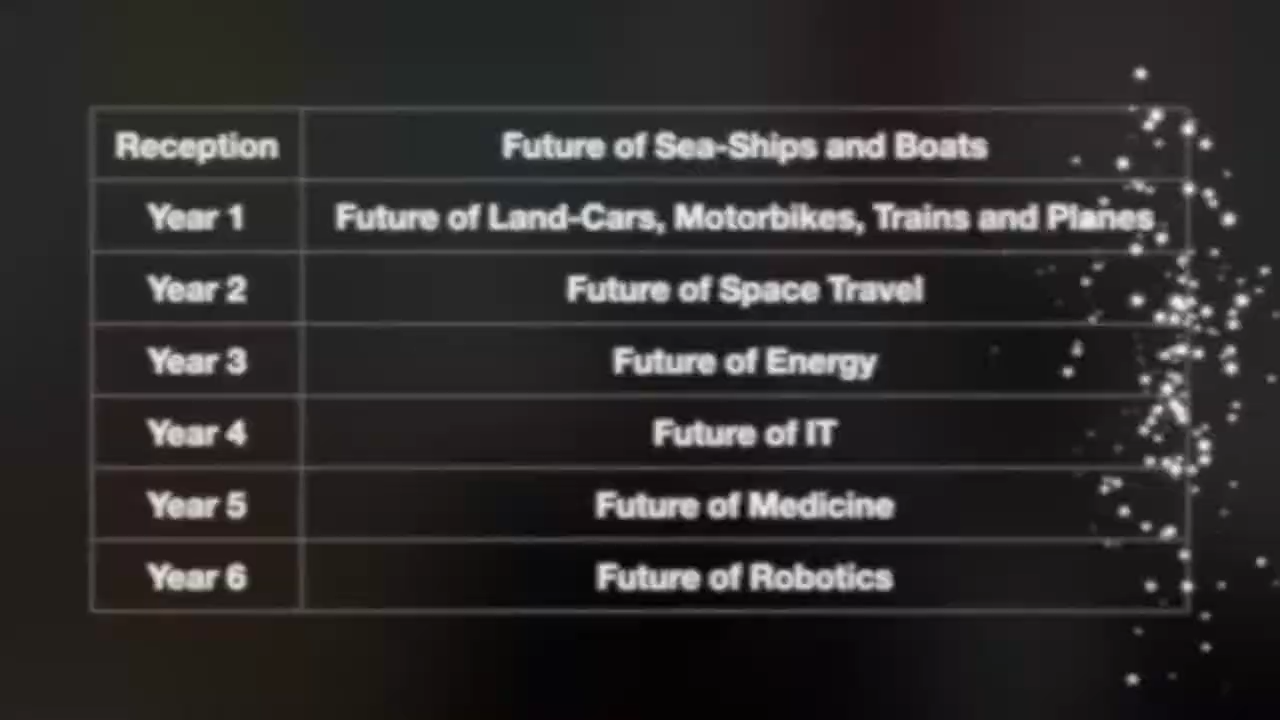 Reception Future of Sea-Ships and Boats
Year 1 Future of Land-Cars, Motorbikes, Trains and Planes
Year 2 Future of Space Travel
Year 3 Future of Energy
Year 4 Future of IT
Year 5 Future of Medicine
Year 6 Future of Robotics